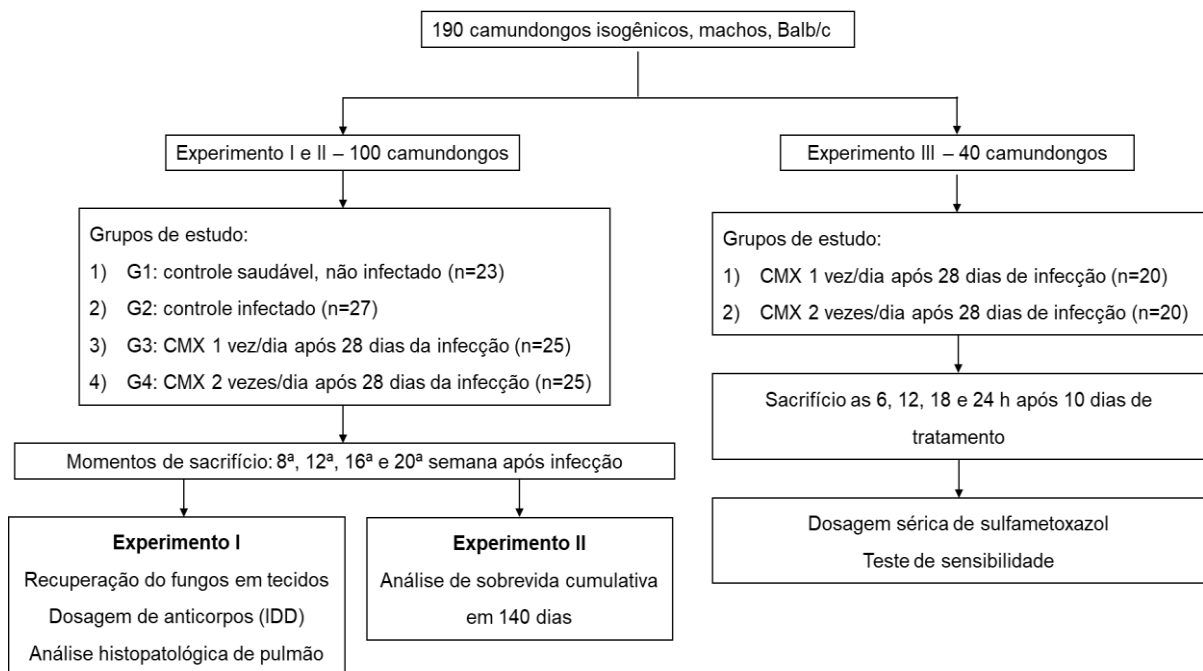 190 camundongos isogênicos, machos, Balb/c
Experimento I e II – 100 camundongos
Experimento III – 40 camundongos
Grupos de estudo:
1) G1: controle saudável, não infectado (n=23)
2) G2: controle infectado (n=27)
3) G3: CMX 1 vez/dia após 28 dias da infecção (n=25)
4) G4: CMX 2 vezes/dia após 28 dias da infecção (n=25)
Grupos de estudo:
1) CMX 1 vez/dia após 28 dias de infecção (n=20)
2) CMX 2 vezes/dia após 28 dias de infecção (n=20)
Sacrifício as 6, 12, 18 e 24 h após 10 dias de
tratamento
Momentos de sacrifício: 8ª, 12ª, 16ª e 20ª semana após infecção
Experimento I
Recuperação do fungos em tecidos
Dosagem de anticorpos (IDD)
Análise histopatológica de pulmão
Experimento II
Análise de sobrevida cumulativa
em 140 dias
Dosagem sérica de sulfametoxazol
Teste de sensibilidade